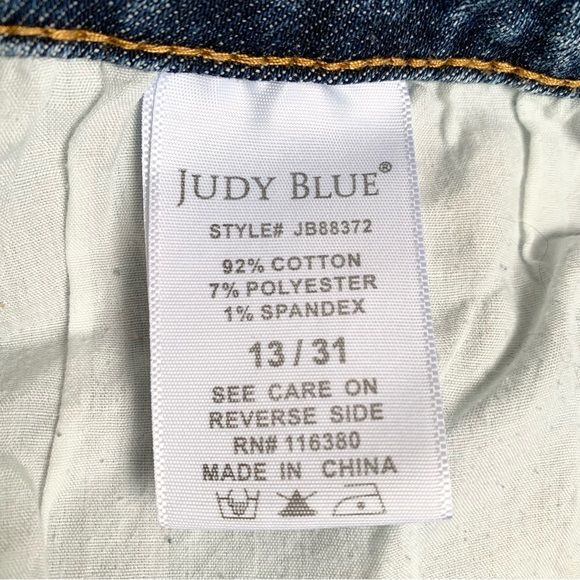 JUDY BLUE®
STYLE# JB88372
92% COTTON
7% POLYESTER
1% SPANDEX
13 / 31
SEE CARE ON
REVERSE SIDE
RN# 116380
MADE IN CHINA